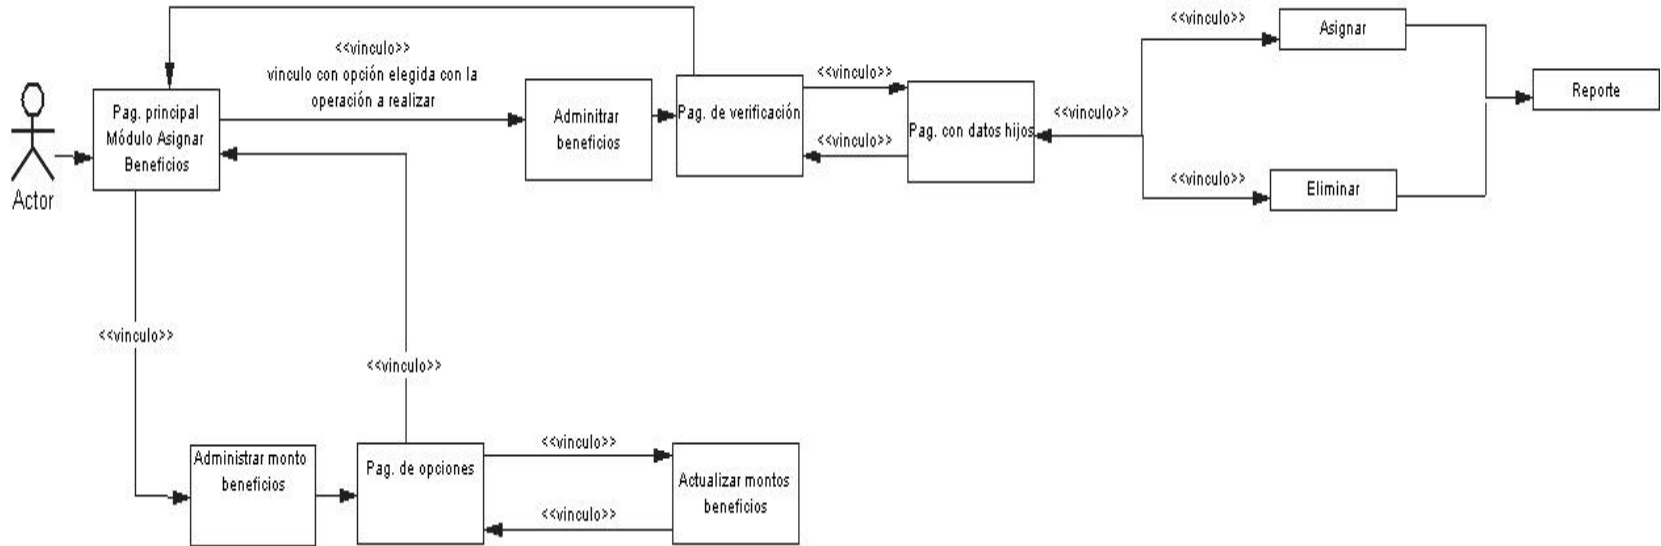 <<vinculo>>
Asignar
<<vinculo>>
vinculo con opción elegida con la
operación a realizar
<<vinculo>>
Reporte
Pag. principal
Módulo Asignar
Beneficios
Adminitrar
beneficios
Pag. de verificación
<<vinculo>>
Pag. con datos hijos
<<vinculo>>
<<vinculo>>
Eliminar
Actor
<<vinculo>>
<<vinculo>>
Administrar monto
beneficios
Pag. de opciones
<<vinculo>>
Actualizar montos
beneficios
<<vinculo>>